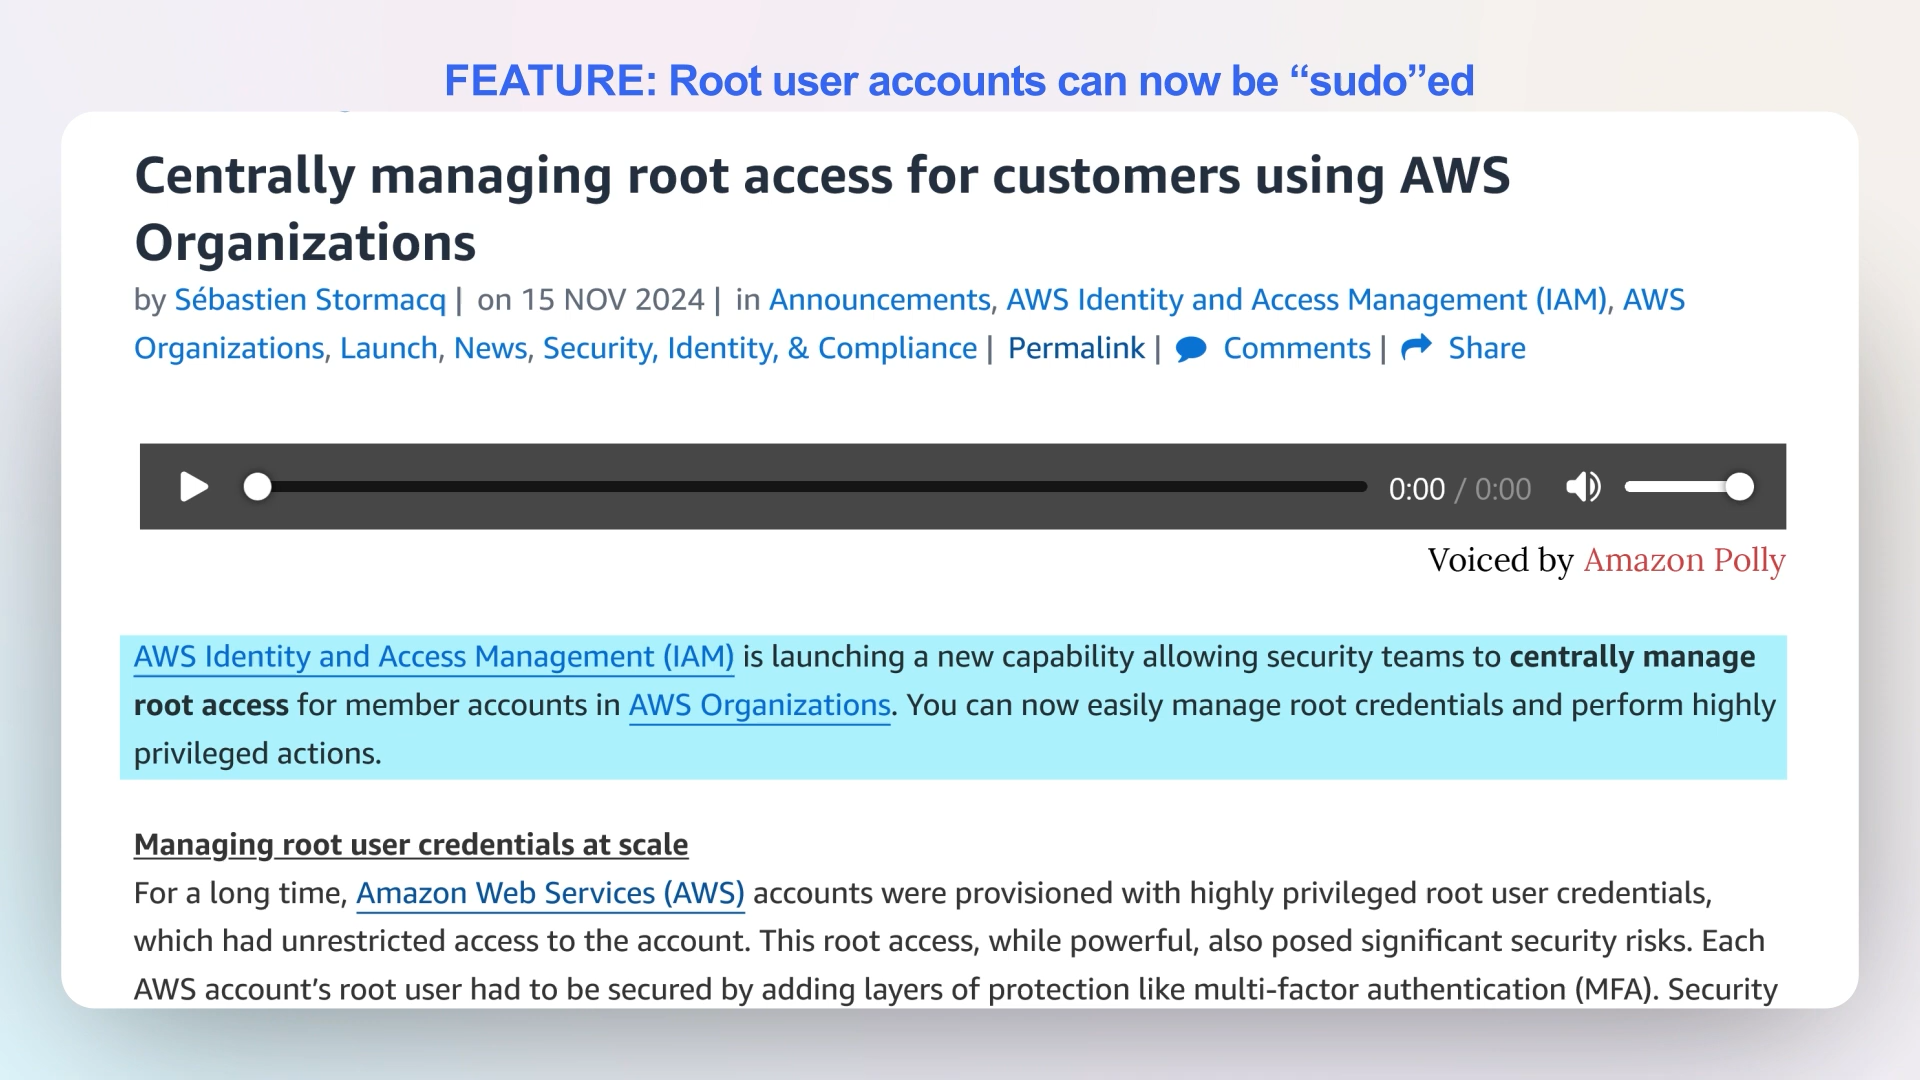 FEATURE: Root user accounts can now be “sudo”ed
Centrally managing root access for customers using AWS
Organizations
by Sébastien Stormacq | on 15 NOV 2024 | in Announcements, AWS Identity and Access Management (IAM), AWS
Organizations, Launch, News, Security, Identity, & Compliance | Permalink | Comments | Share
0:00 / 0:00
Voiced by Amazon Polly
AWS Identity and Access Management (IAM) is launching a new capability allowing security teams to centrally manage
root access for member accounts in AWS Organizations. You can now easily manage root credentials and perform highly
privileged actions.
Managing root user credentials at scale
For a long time, Amazon Web Services (AWS) accounts were provisioned with highly privileged root user credentials,
which had unrestricted access to the account. This root access, while powerful, also posed significant security risks. Each
AWS account’s root user had to be secured by adding layers of protection like multi-factor authentication (MFA). Security